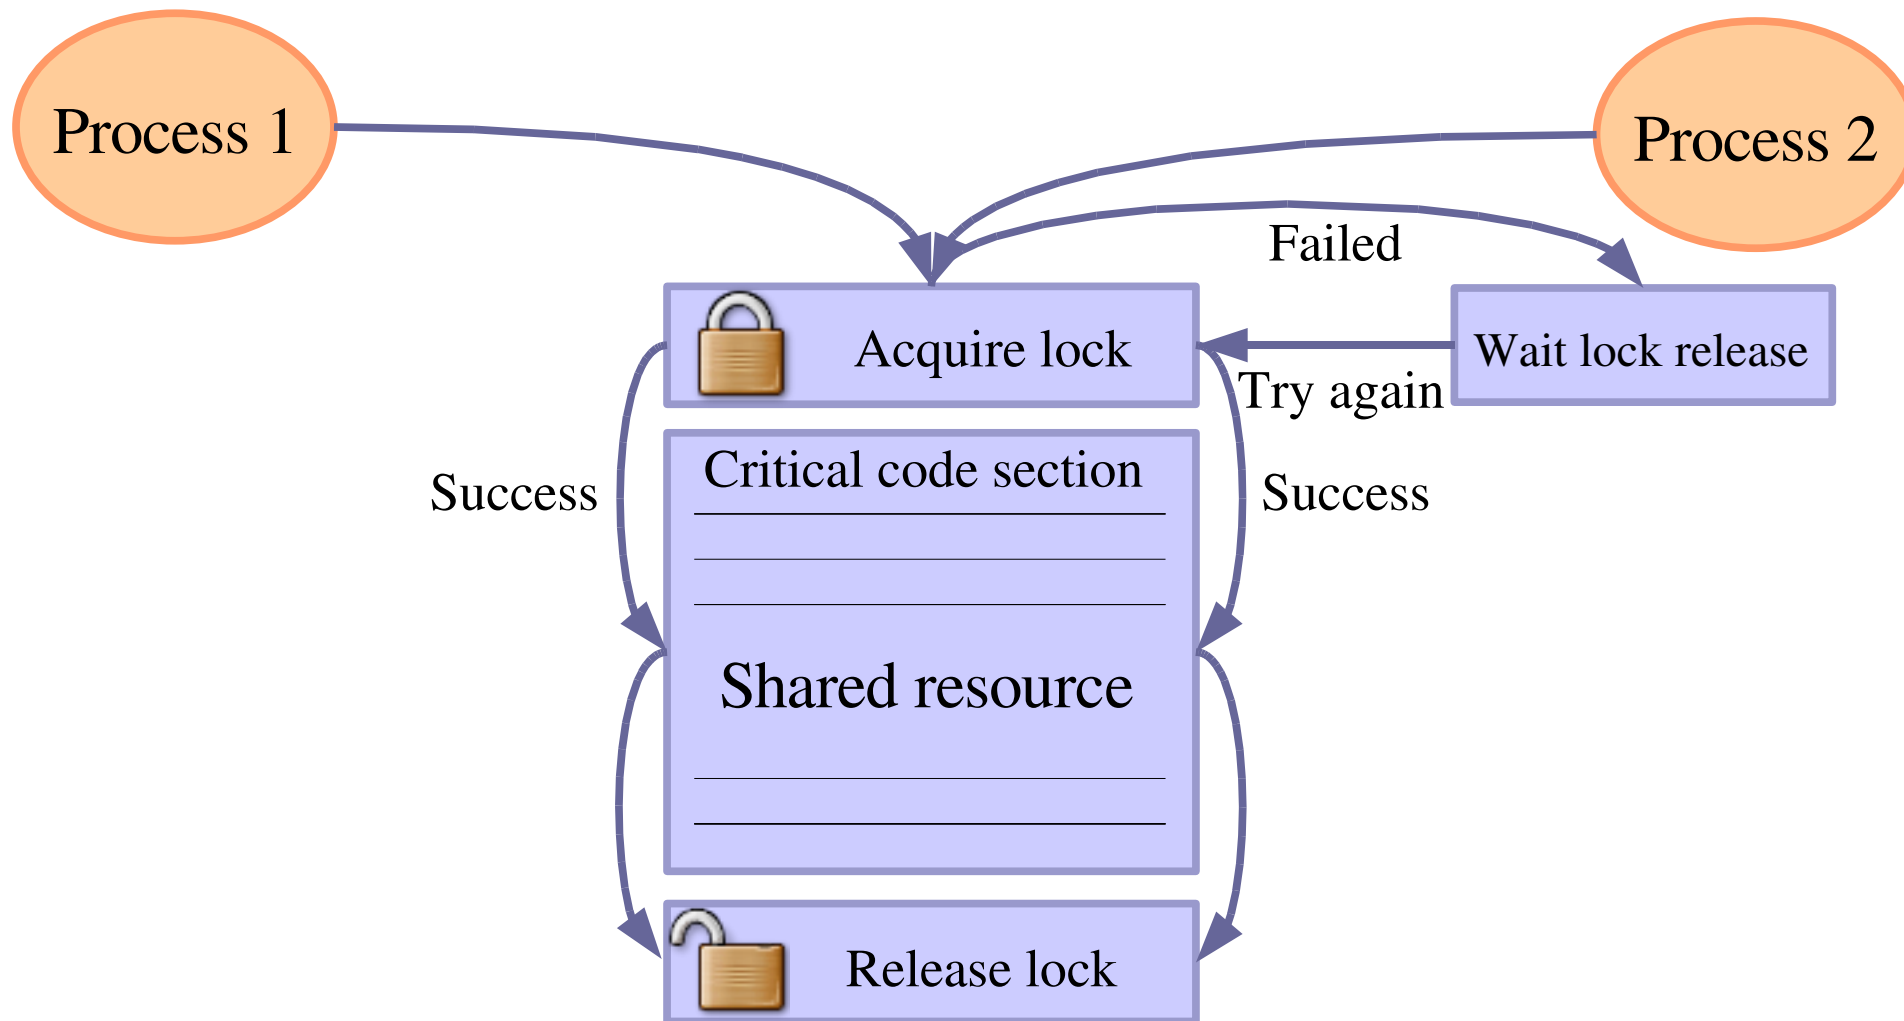 Process 1
Process 2
Failed
Acquire lock
Wait lock release
Try again
Critical code section
Success
Success
Shared resource
Release lock